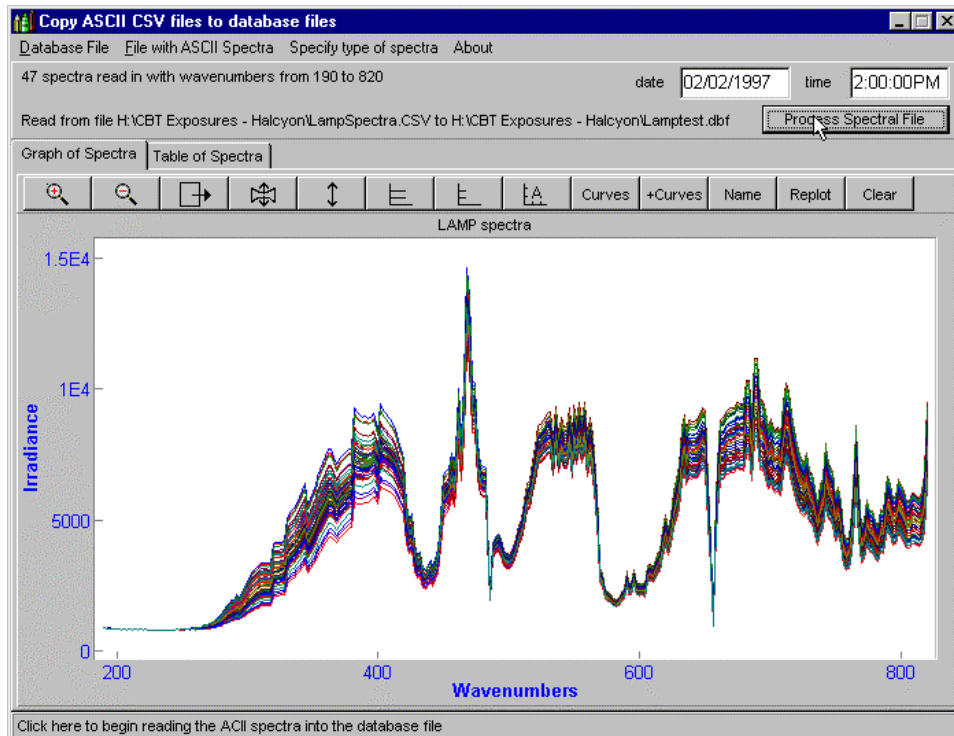 Copy ASCII CSV files to database files
Database File File with ASCII Spectra Specify type of spectra About
47 spectra read in with wavenumbers from 190 to 820
date 02/02/1997 time 2:00:00PM
Read from file H:\CBT Exposures - Halcyon\LampSpectra.CSV to H:\CBT Exposures - Halcyon\Lamptest.dbf Process Spectral File
Graph of Spectra Table of Spectra
A Curves +Curves Name Replot Clear
LAMP spectra
1.5E4
1E4
Irradiance
5000
0
200 400 600 800
Wavenumbers
Click here to begin reading the ACII spectra into the database file